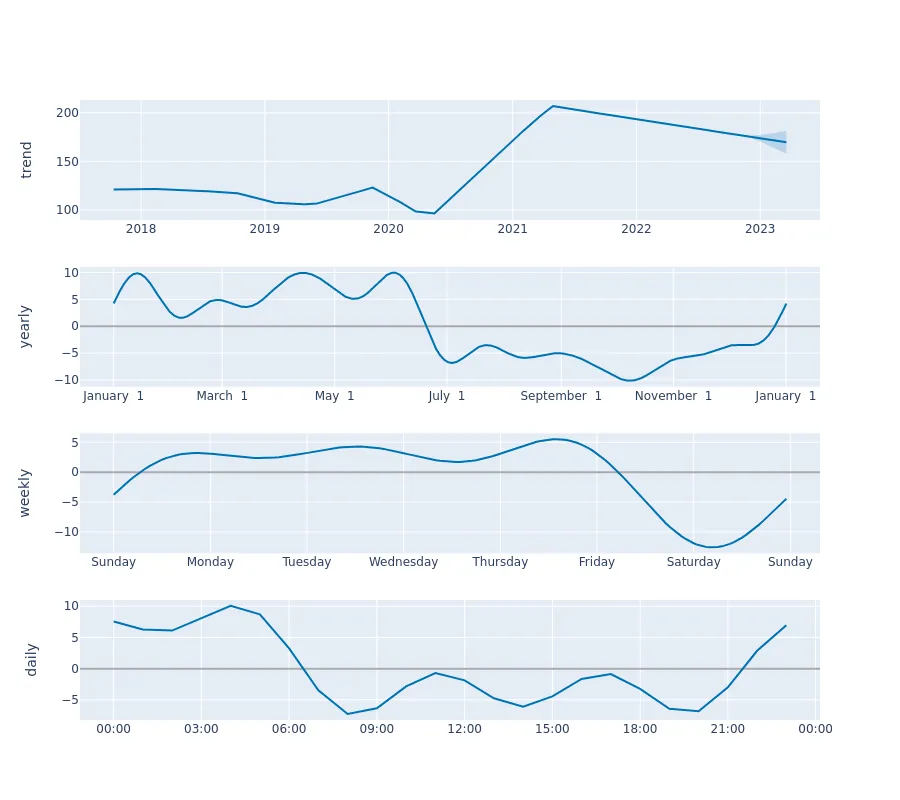 trend
200
150
100
2018 2019 2020 2021 2022 2023
yearly
10
5
0
−5
−10
January 1 March 1 May 1 July 1 September 1 November 1 January 1
weekly
5
0
−5
−10
Sunday Monday Tuesday Wednesday Thursday Friday Saturday Sunday
daily
10
5
0
−5
00:00 03:00 06:00 09:00 12:00 15:00 18:00 21:00 00:00